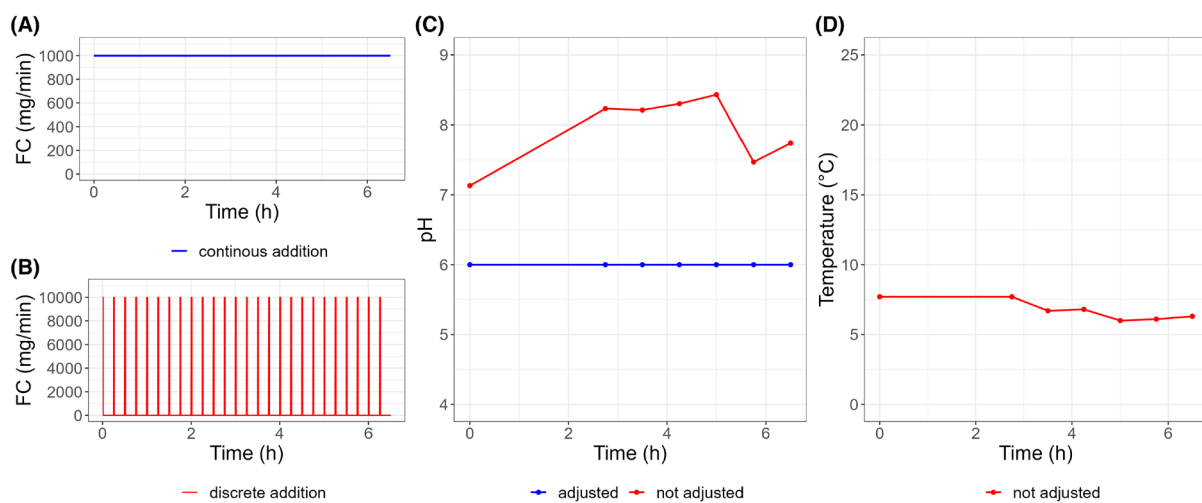 (A)
FC (mg/min)
1000
800
600
400
200
0
0 2 4 6
Time (h)
continous addition
(B)
FC (mg/min)
10000
8000
6000
4000
2000
0
0 2 4 6
Time (h)
discrete addition
(C)
pH
9
8
7
6
5
4
0 2 4 6
Time (h)
adjusted not adjusted
(D)
Temperature (°C)
25
20
15
10
5
0
0 2 4 6
Time (h)
not adjusted